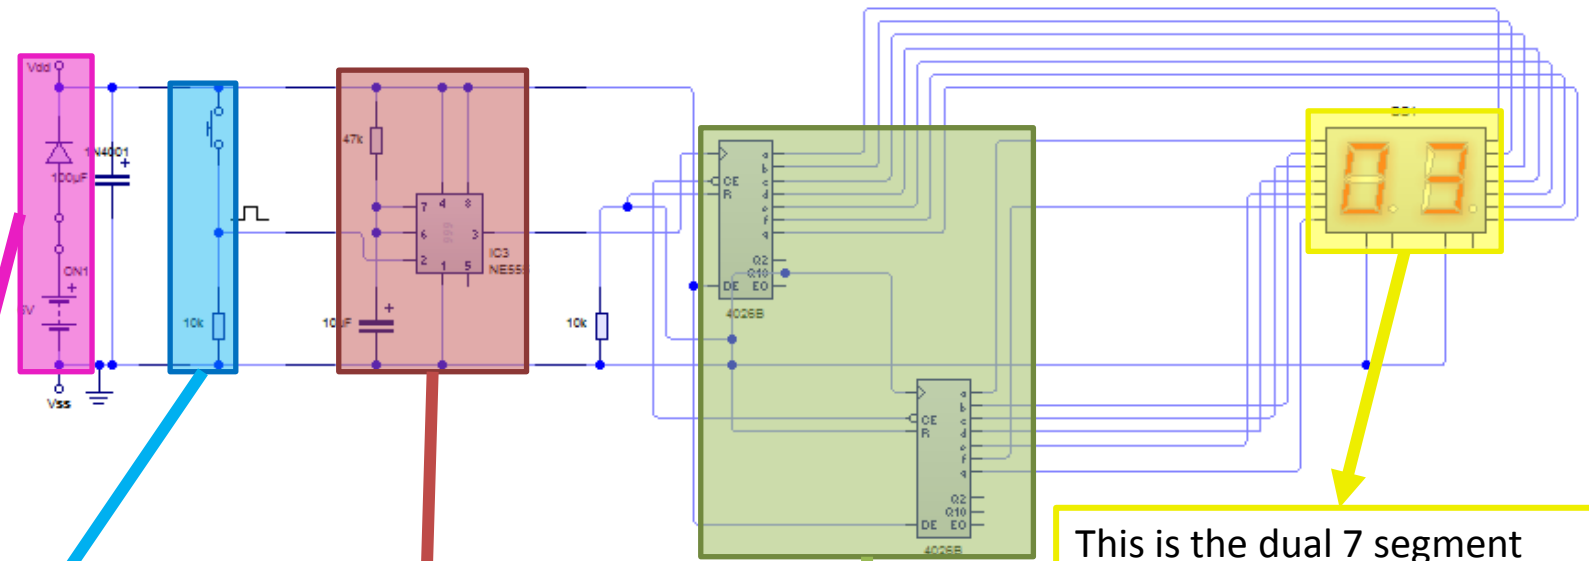 Vdd
1N4001
100µF
+
ON1
+
Vss
10k
47k
7 4 8
6 3
2 1 5
IC3
10µF
+
10k
CE
R
DE
a
b
c
d
e
f
Q2
Q10
EO
4026B
CE
R
DE
a
b
c
d
e
f
Q2
Q10
EO
4026B
This is the dual 7 segment